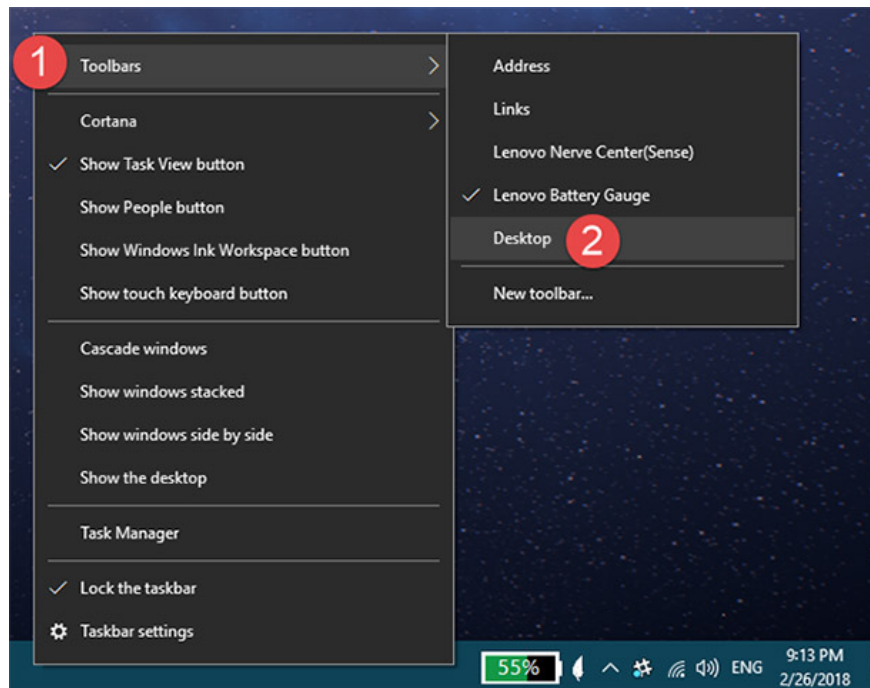 1
Toolbars
Cortana
Show Task View button
Show People button
Show Windows Ink Workspace button
Show touch keyboard button
Cascade windows
Show windows stacked
Show windows side by side
Show the desktop
Task Manager
Lock the taskbar
Taskbar settings
Address
Links
Lenovo Nerve Center(Sense)
Lenovo Battery Gauge
Desktop 2
New toolbar...
55% ENG
9:13 PM
2/26/2018